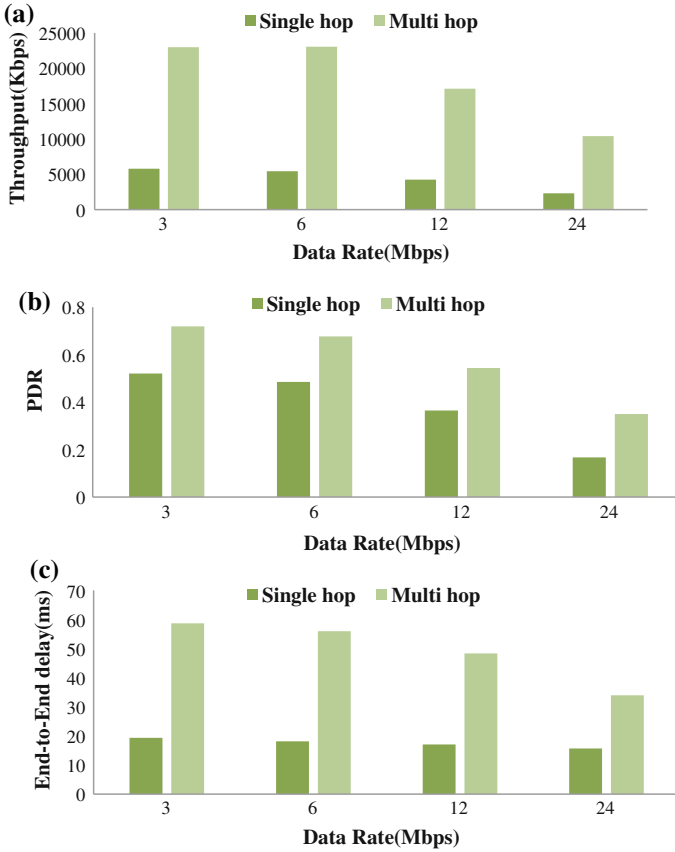 (a)
Single hop Multi hop
Throughput(Kbps)
25000
20000
15000
10000
5000
0
3 6 12 24
Data Rate(Mbps)
(b)
Single hop Multi hop
PDR
0.8
0.6
0.4
0.2
0
3 6 12 24
Data Rate(Mbps)
(c)
Single hop Multi hop
End-to-End delay(ms)
70
60
50
40
30
20
10
0
3 6 12 24
Data Rate(Mbps)